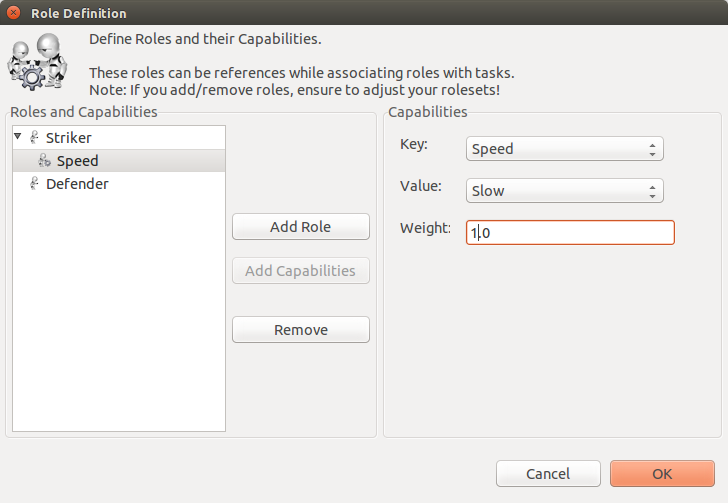 Role Definition
Define Roles and their Capabilities.
These roles can be references while associating roles with tasks.
Note: If you add/remove roles, ensure to adjust your rolesets!
Roles and Capabilities
Striker
Speed
Defender
Add Role
Add Capabilities
Remove
Capabilities
Key: Speed
Value: Slow
Weight: 1.0
Cancel OK